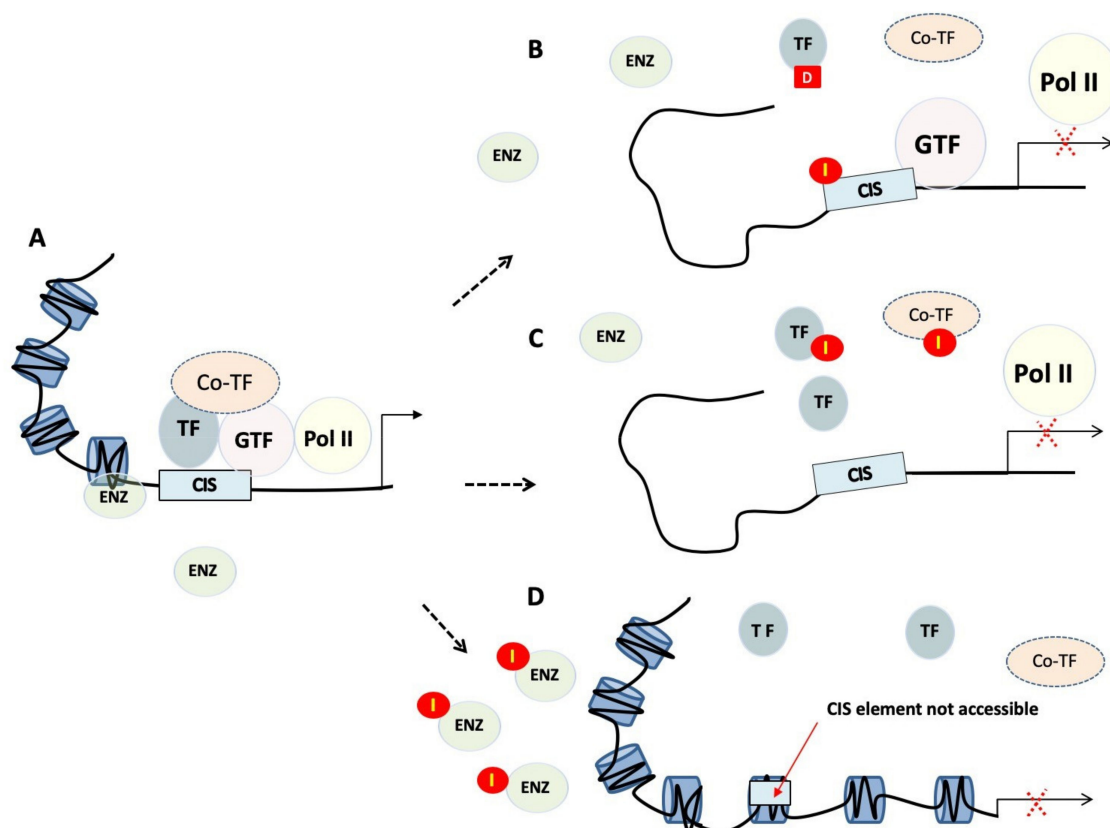 A
Co-TF
TF
GTF
Pol II
ENZ
CIS
ENZ
B
ENZ
TF
D
Co-TF
Pol II
ENZ
GTF
I
CIS
C
ENZ
TF
I
Co-TF
I
TF
Pol II
CIS
D
I
ENZ
I
ENZ
I
ENZ
T F
TF
Co-TF
CIS element not accessible